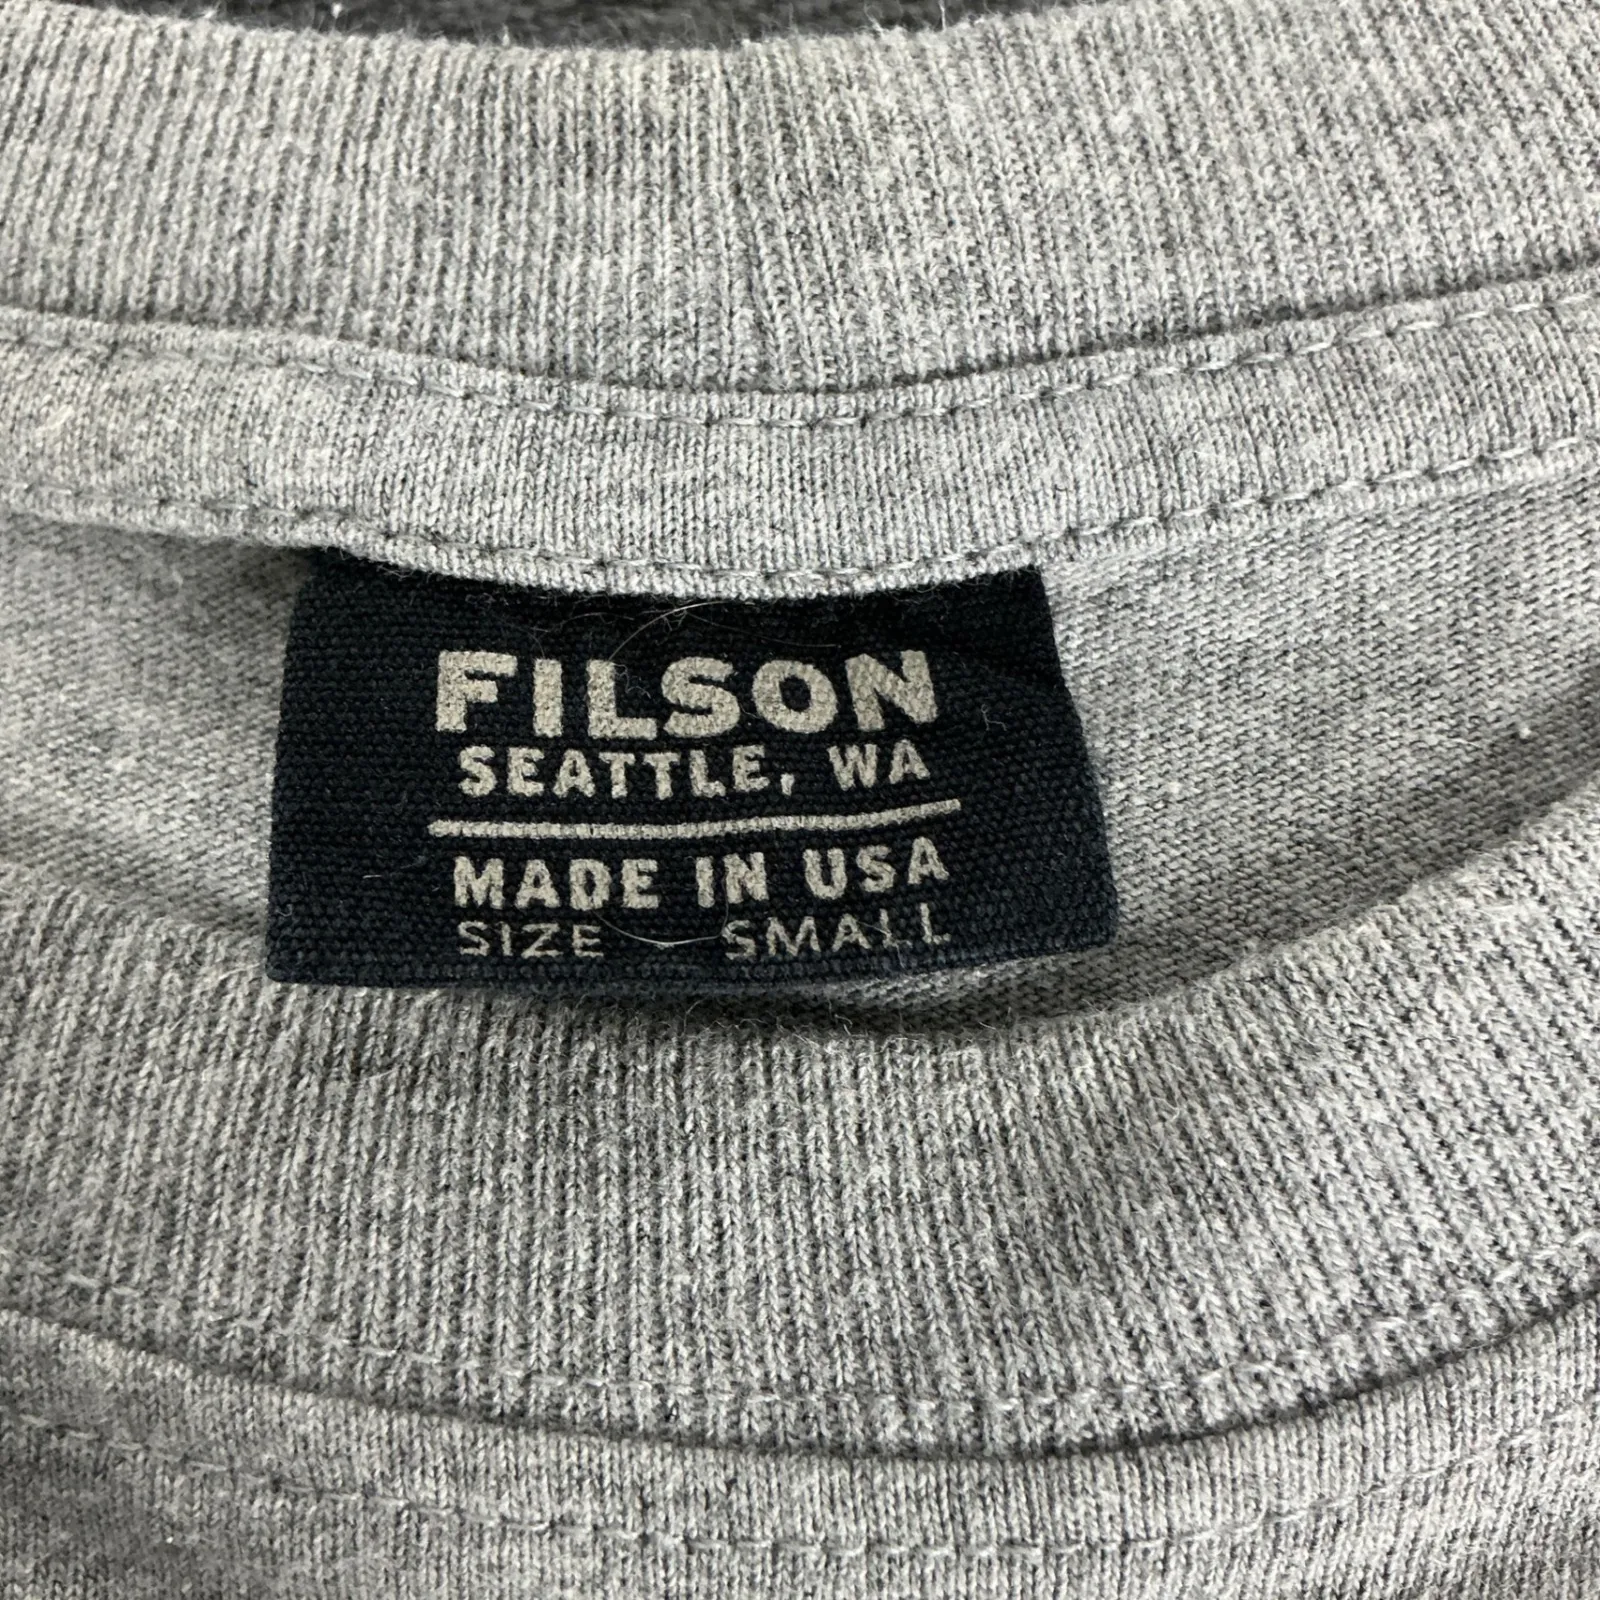 FILSON
SEATTLE, WA
MADE IN USA
SIZE SMALL